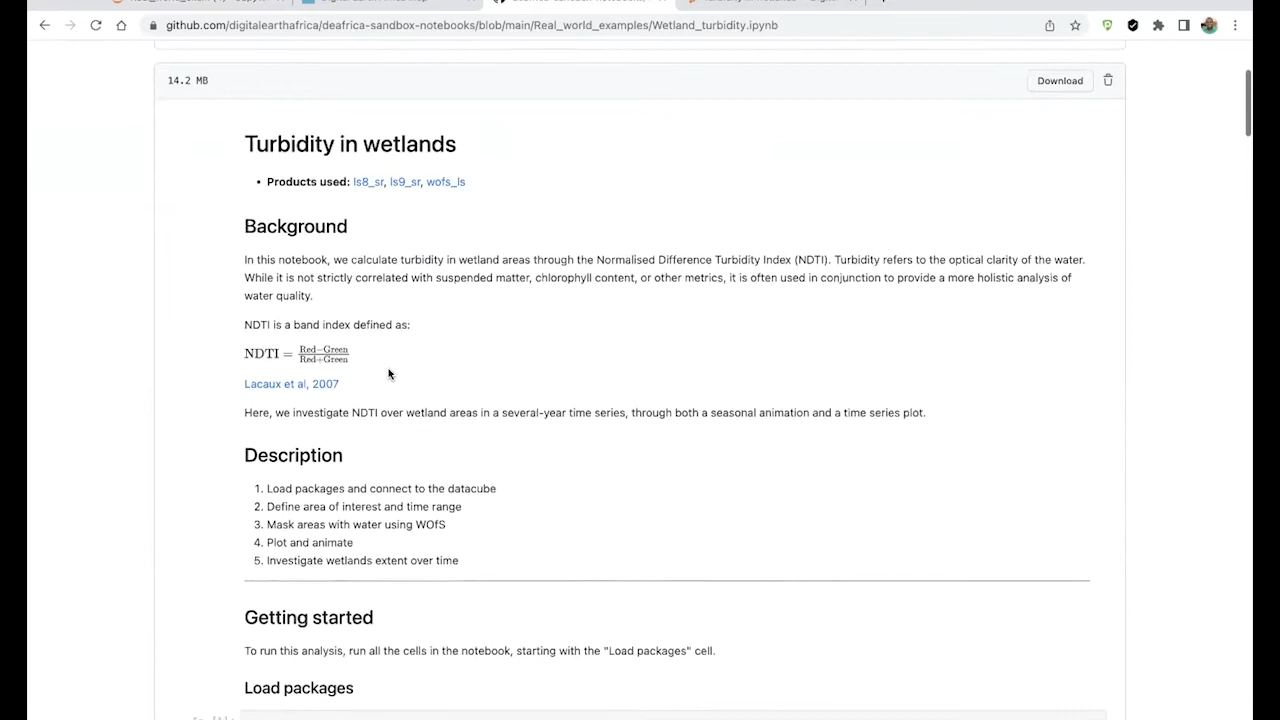 github.com/digitalearthafrica/deafrica-sandbox-notebooks/blob/main/Real_world_examples/Wetland_turbidity.ipynb
14.2 MB
Download
Turbidity in wetlands
• Products used: ls8_sr, ls9_sr, wofs_ls
Background
In this notebook, we calculate turbidity in wetland areas through the Normalised Difference Turbidity Index (NDTI). Turbidity refers to the optical clarity of the water.
While it is not strictly correlated with suspended matter, chlorophyll content, or other metrics, it is often used in conjunction to provide a more holistic analysis of
water quality.
NDTI is a band index defined as:
NDTI = Red−Green
Red+Green
Lacaux et al, 2007
Here, we investigate NDTI over wetland areas in a several-year time series, through both a seasonal animation and a time series plot.
Description
1. Load packages and connect to the datacube
2. Define area of interest and time range
3. Mask areas with water using WOfS
4. Plot and animate
5. Investigate wetlands extent over time
Getting started
To run this analysis, run all the cells in the notebook, starting with the "Load packages" cell.
Load packages